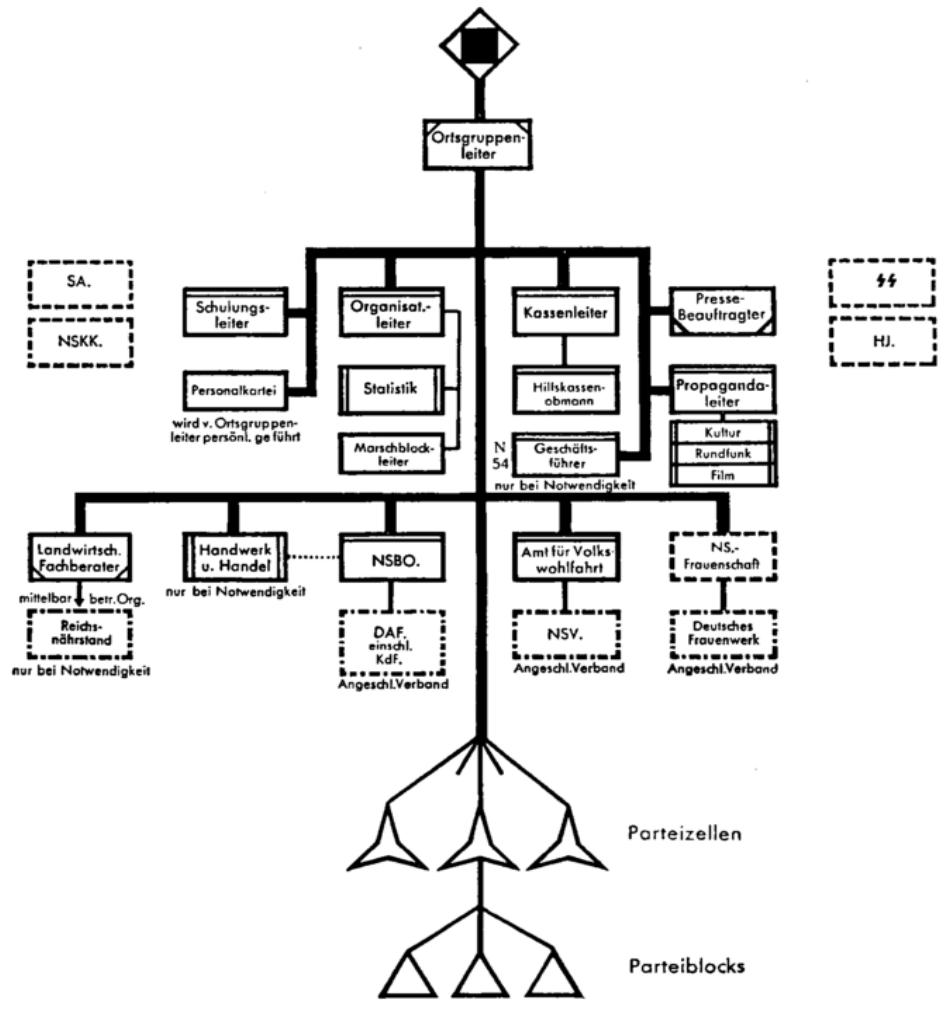 Ortsgruppen-
leiter
SA.
NSKK.
ϟϟ
HJ.
Schulungs-
leiter
Organisat.-
leiter
Kassenleiter
Presse-
Beauftragter
Personalkartei
wird v. Ortsgruppen-
leiter persönl. geführt
Statistik
Marschblock-
leiter
Hilfskassen-
obmann
N
54
Geschäfts-
führer
nur bei Notwendigkeit
Propaganda-
leiter
Kultur
Rundfunk
Film
Landwirtsch.
Fachberater
mittelbar betr.Org.
Reichs-
nährstand
nur bei Notwendigkeit
Handwerk
u. Handel
nur bei Notwendigkeit
NSBO.
DAF.
einschl.
KdF.
Angeschl.Verband
Amt für Volks-
wohlfahrt
NSV.
Angeschl.Verband
NS.-
Frauenschaft
Deutsches
Frauenwerk
Angeschl.Verband
Parteizellen
Parteiblocks